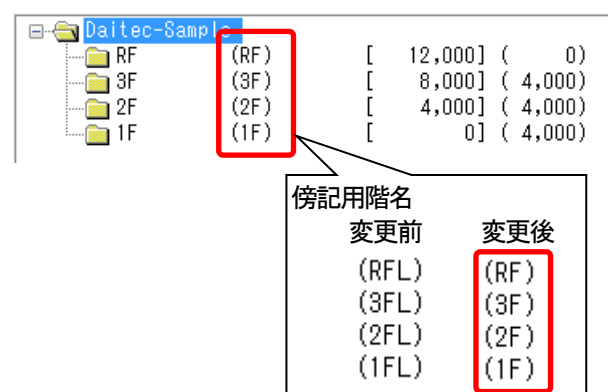 Daitec-Sample
RF (RF) [ 12,000] ( 0)
3F (3F) [ 8,000] ( 4,000)
2F (2F) [ 4,000] ( 4,000)
1F (1F) [ 0] ( 4,000)
傍記用階名
変更前 変更後
(RFL) (RF)
(3FL) (3F)
(2FL) (2F)
(1FL) (1F)